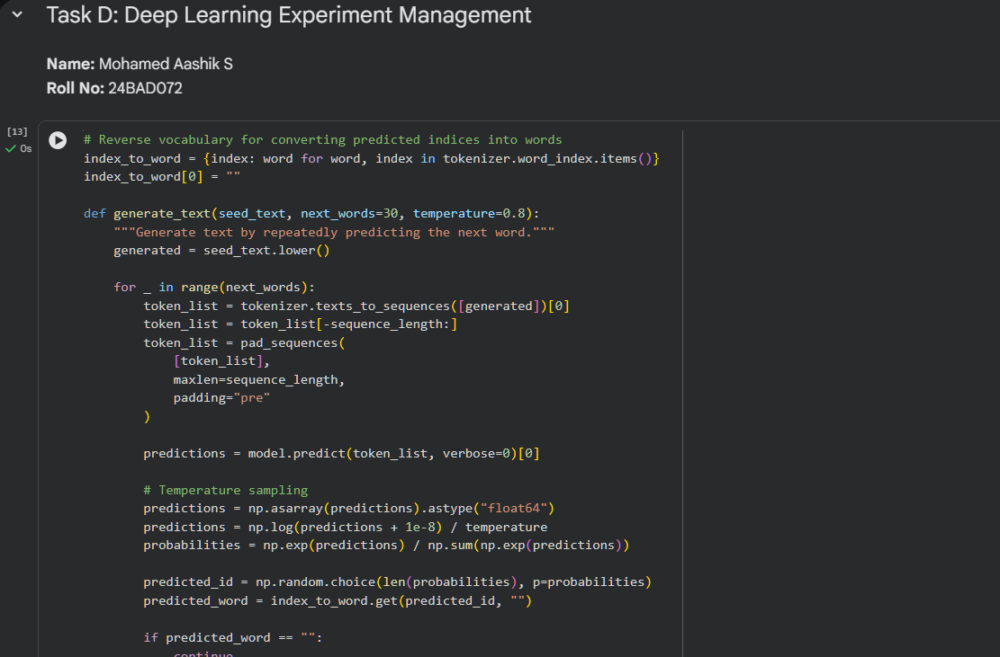 Task D: Deep Learning Experiment Management
Name: Mohamed Aashik S
Roll No: 24BAD072
[13]
0s
# Reverse vocabulary for converting predicted indices into words
index_to_word = {index: word for word, index in tokenizer.word_index.items()}
index_to_word[0] = ""
def generate_text(seed_text, next_words=30, temperature=0.8):
"""Generate text by repeatedly predicting the next word."""
generated = seed_text.lower()
for _ in range(next_words):
token_list = tokenizer.texts_to_sequences([generated])[0]
token_list = token_list[-sequence_length:]
token_list = pad_sequences(
[token_list],
maxlen=sequence_length,
padding="pre"
)
predictions = model.predict(token_list, verbose=0)[0]
# Temperature sampling
predictions = np.asarray(predictions).astype("float64")
predictions = np.log(predictions + 1e-8) / temperature
probabilities = np.exp(predictions) / np.sum(np.exp(predictions))
predicted_id = np.random.choice(len(probabilities), p=probabilities)
predicted_word = index_to_word.get(predicted_id, "")
if predicted_word == "":
continue